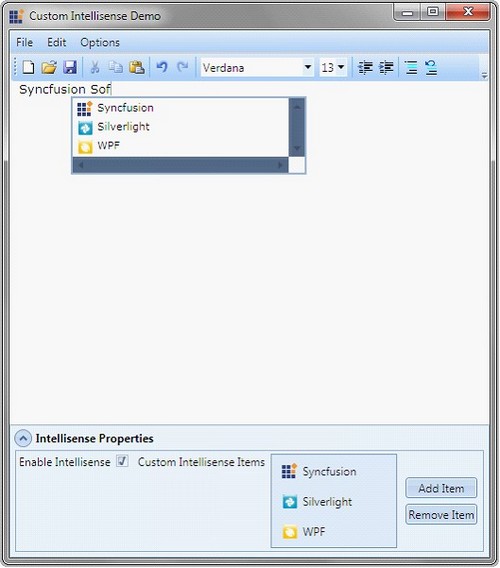 Custom Intellisense Demo
File Edit Options
Verdana 13
Syncfusion Sof
Syncfusion
Silverlight
WPF
Intellisense Properties
Enable Intellisense Custom Intellisense Items
Syncfusion
Silverlight
WPF
Add Item
Remove Item